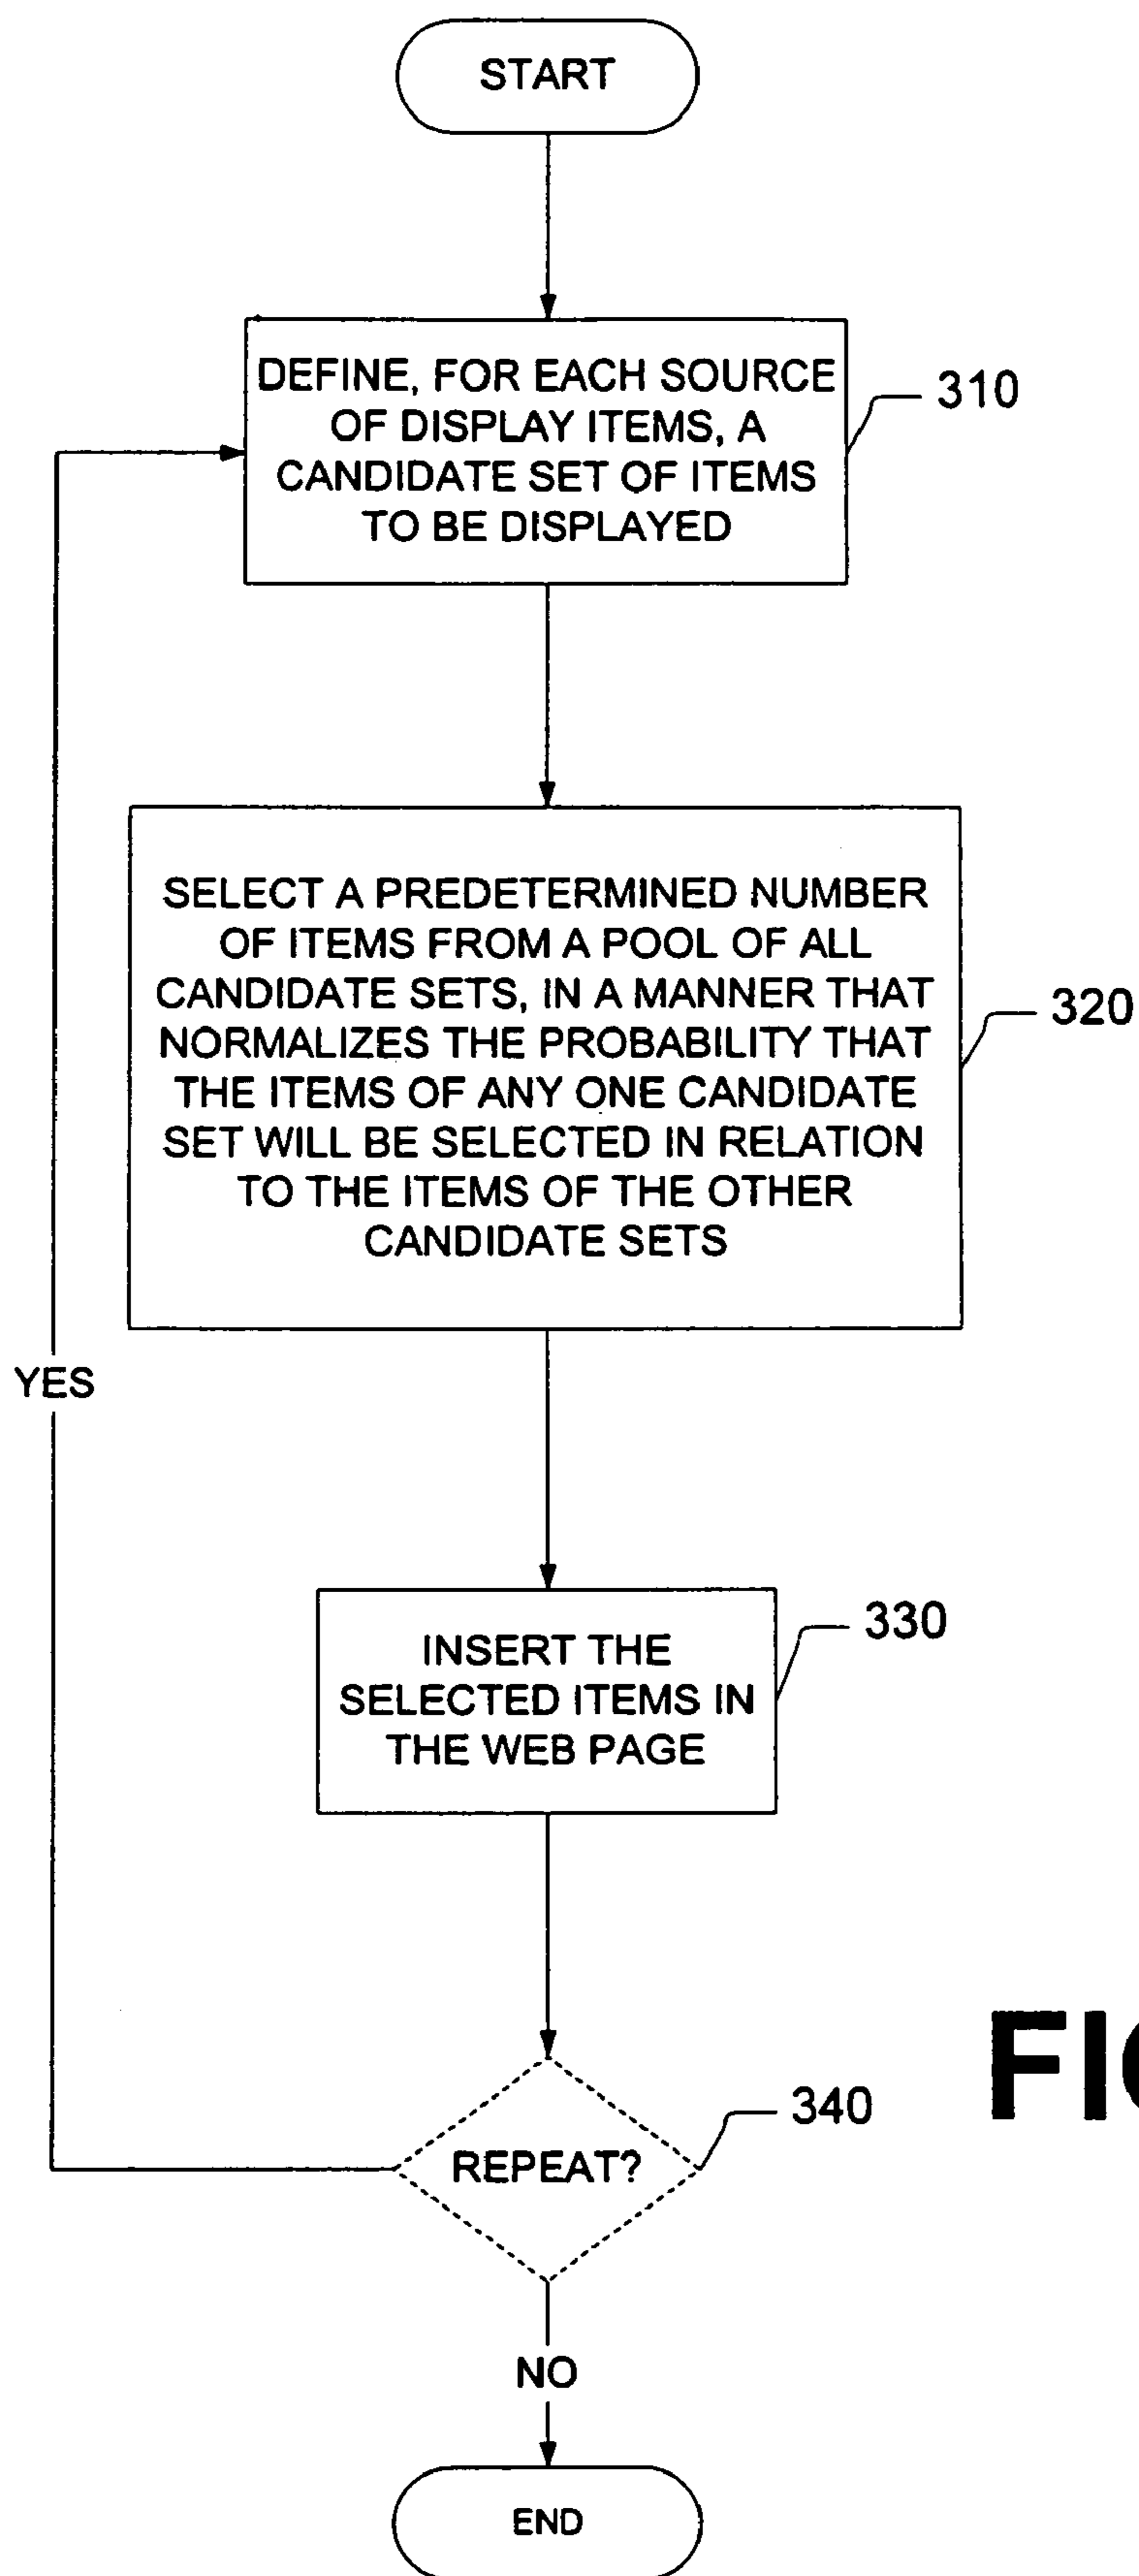 START
DEFINE, FOR EACH SOURCE
OF DISPLAY ITEMS, A
CANDIDATE SET OF ITEMS
TO BE DISPLAYED
310
SELECT A PREDETERMINED NUMBER
OF ITEMS FROM A POOL OF ALL
CANDIDATE SETS, IN A MANNER THAT
NORMALIZES THE PROBABILITY THAT
THE ITEMS OF ANY ONE CANDIDATE
SET WILL BE SELECTED IN RELATION
TO THE ITEMS OF THE OTHER
CANDIDATE SETS
320
YES
INSERT THE
SELECTED ITEMS IN
THE WEB PAGE
330
REPEAT?
340
NO
END